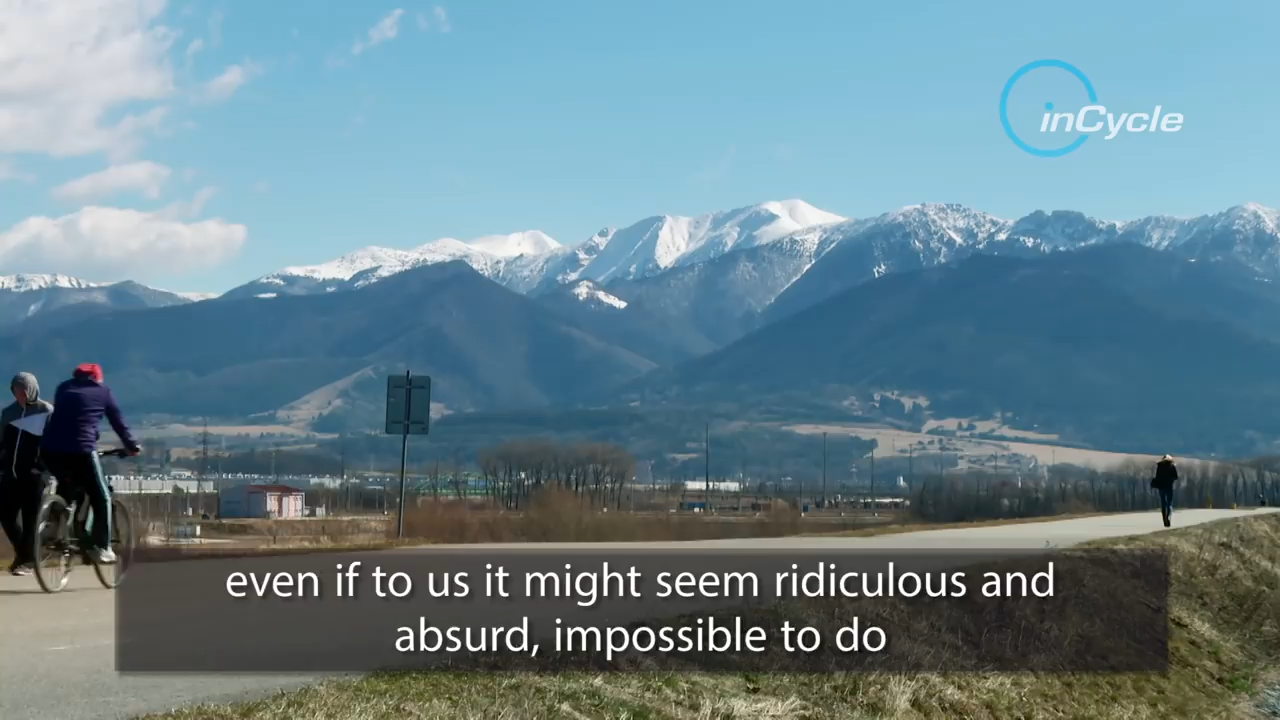 inCycle
even if to us it might seem ridiculous and
absurd, impossible to do